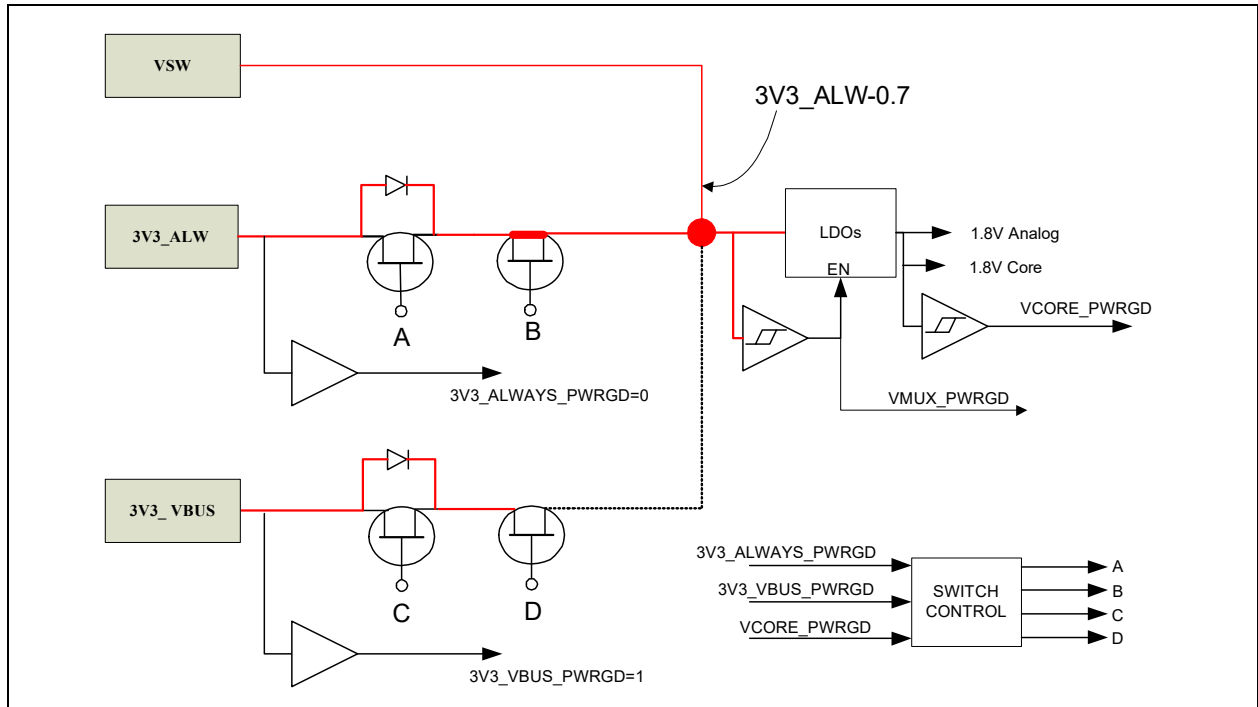 VSW
3V3_ALW-0.7
3V3_ALW
LDOs
EN
1.8V Analog
1.8V Core
VCORE_PWRGD
A
B
3V3_ALWAYS_PWRGD=0
VMUX_PWRGD
3V3_ VBUS
C
D
3V3_VBUS_PWRGD=1
3V3_ALWAYS_PWRGD
3V3_VBUS_PWRGD
VCORE_PWRGD
SWITCH
CONTROL
A
B
C
D